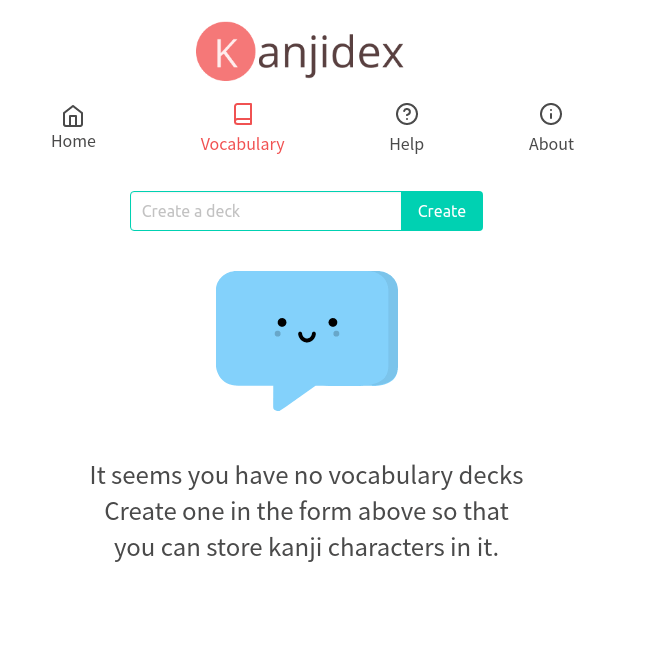 Kanjidex
Home Vocabulary Help About
Create a deck Create
It seems you have no vocabulary decks
Create one in the form above so that
you can store kanji characters in it.